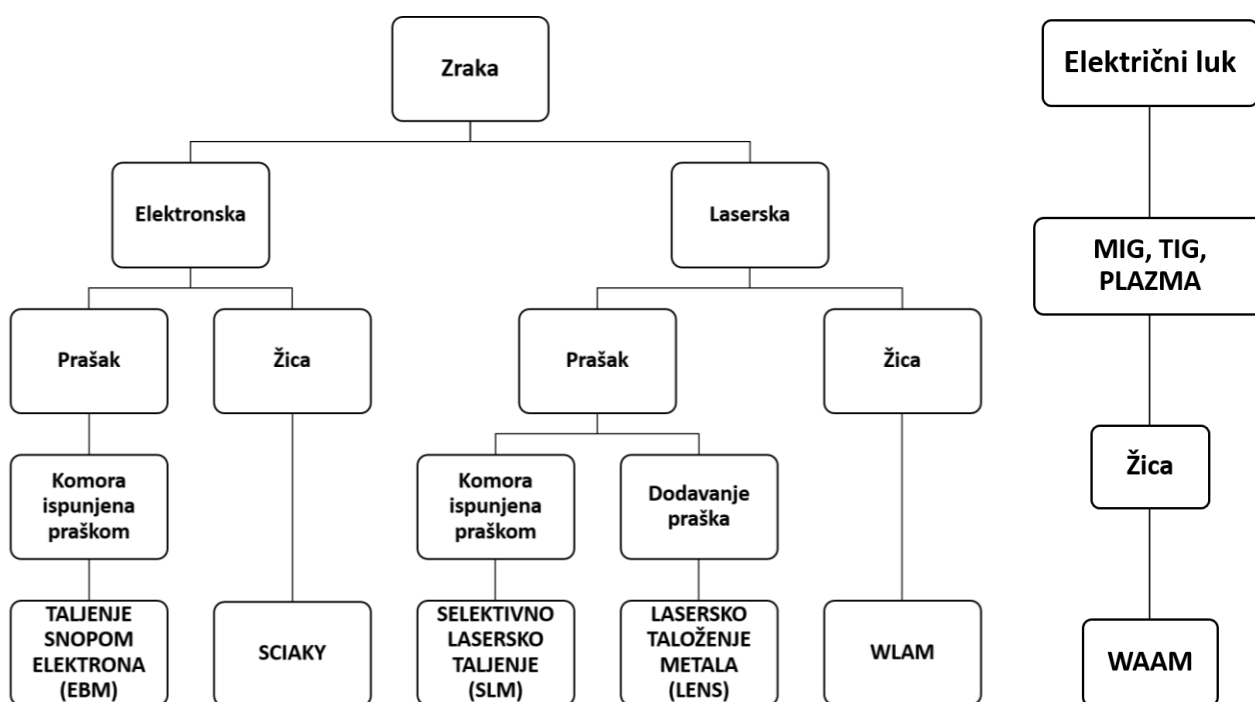 Zraka
Elektronska
Laserska
Prašak
Žica
Prašak
Žica
Komora
ispunjena
praškom
Komora
ispunjena
praškom
Dodavanje
praška
TALJENJE
SNOPOM
ELEKTRONA
(EBM)
SCIAKY
SELEKTIVNO
LASERSKO
TALJENJE
(SLM)
LASERSKO
TALOŽENJE
METALA
(LENS)
WLAM
Električni luk
MIG, TIG,
PLAZMA
Žica
WAAM